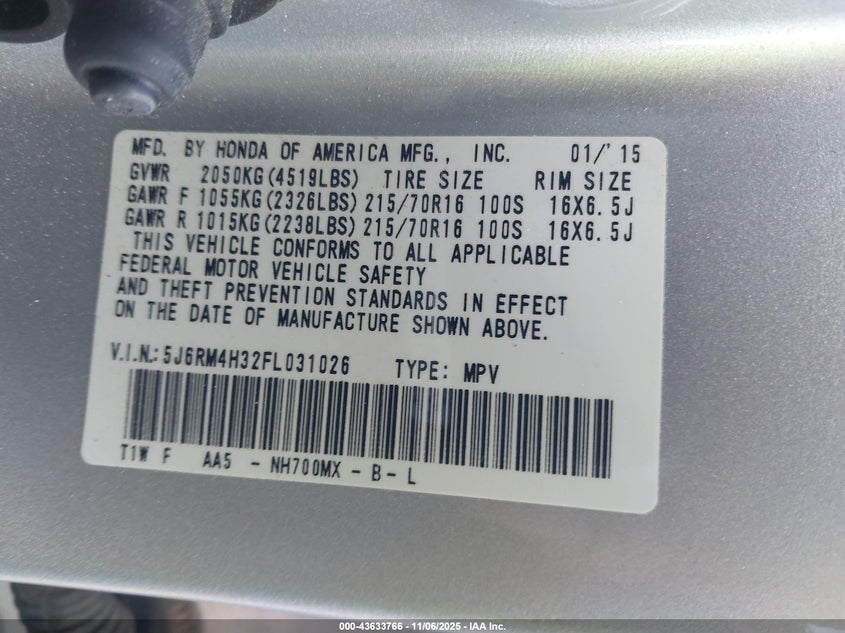 MFD. BY HONDA OF AMERICA MFG., INC. 01/'15
GVWR 2050KG(4519LBS) TIRE SIZE RIM SIZE
GAWR F 1055KG(2326LBS) 215/70R16 100S 16X6.5J
GAWR R 1015KG(2238LBS) 215/70R16 100S 16X6.5J
THIS VEHICLE CONFORMS TO ALL APPLICABLE
FEDERAL MOTOR VEHICLE SAFETY
AND THEFT PREVENTION STANDARDS IN EFFECT
ON THE DATE OF MANUFACTURE SHOWN ABOVE.
V.I.N.: 5J6RM4H32FL031026 TYPE: MPV
T1W F AA5 - NH700MX - B - L
000-43633766 - 11/06/2025 - IAA Inc.